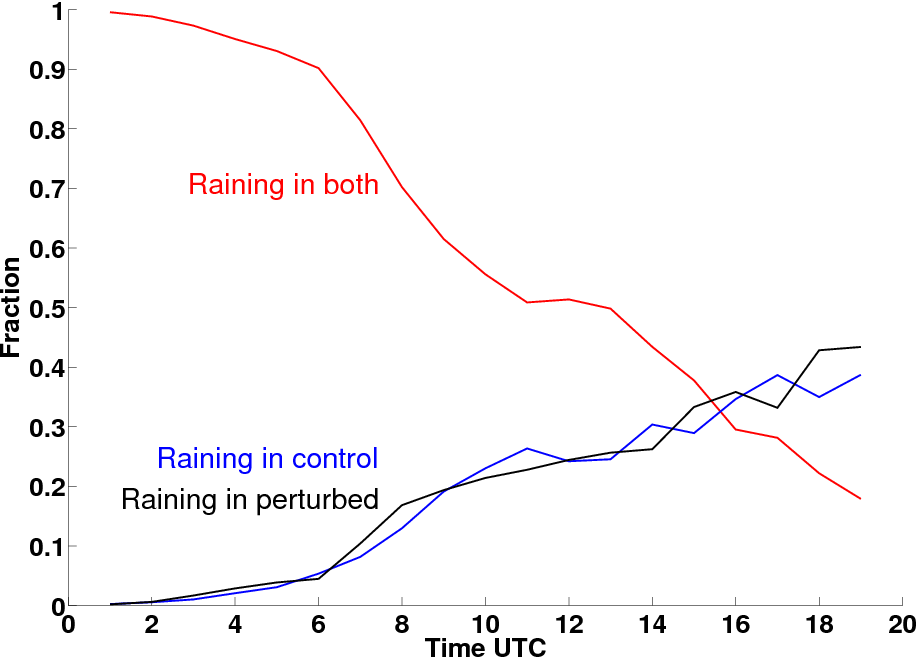 1
0.9
0.8
0.7
0.6
0.5
0.4
0.3
0.2
0.1
0
Fraction
Raining in both
Raining in control
Raining in perturbed
0 2 4 6 8 10 12 14 16 18 20
Time UTC